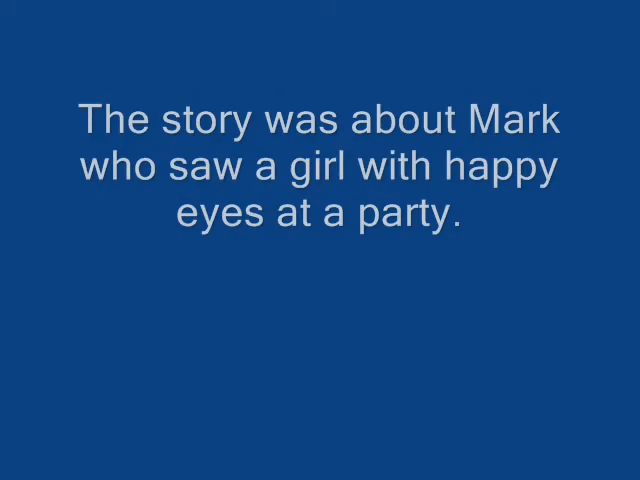 The story was about Mark
who saw a girl with happy
eyes at a party.